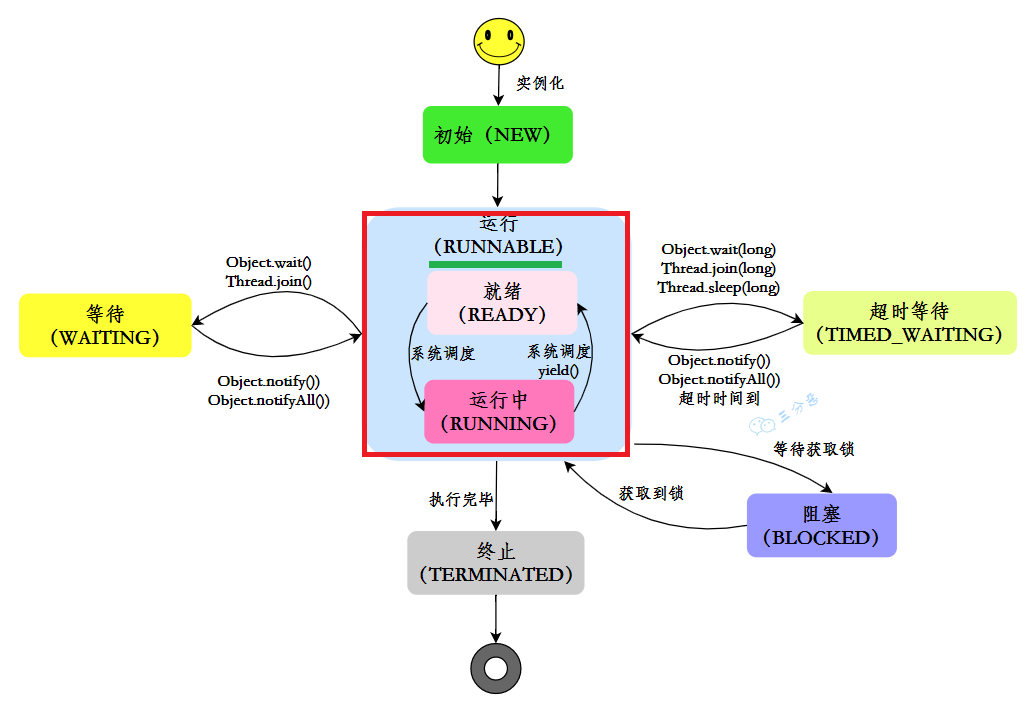 实例化
初始（NEW）
运行
（RUNNABLE）
Object.wait()
Thread.join()
Object.wait(long)
Thread.join(long)
Thread.sleep(long)
等待
（WAITING）
就绪
（READY）
超时等待
（TIMED_WAITING）
系统调度
系统调度
yield()
Object.notify())
Object.notifyAll())
Object.notify())
Object.notifyAll())
超时时间到
运行中
（RUNNING）
三分恶
等待获取锁
执行完毕
获取到锁
阻塞
（BLOCKED）
终止
（TERMINATED）